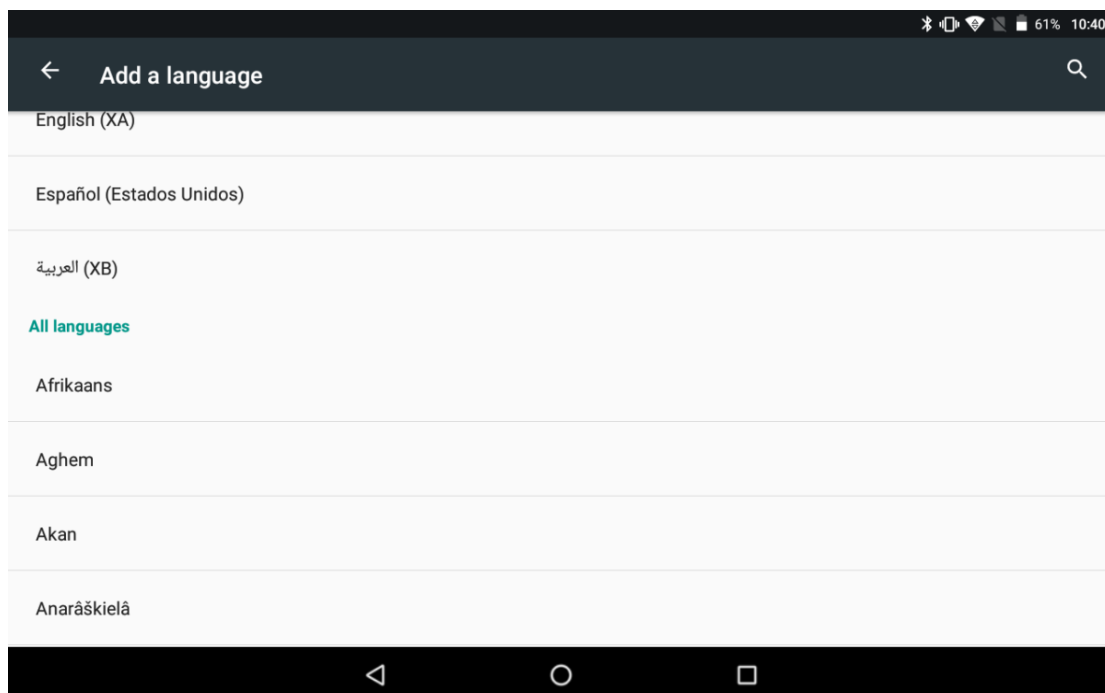 61% 10:40
Add a language
English (XA)
Español (Estados Unidos)
العربية (XB)
All languages
Afrikaans
Aghem
Akan
Anarâškielâ